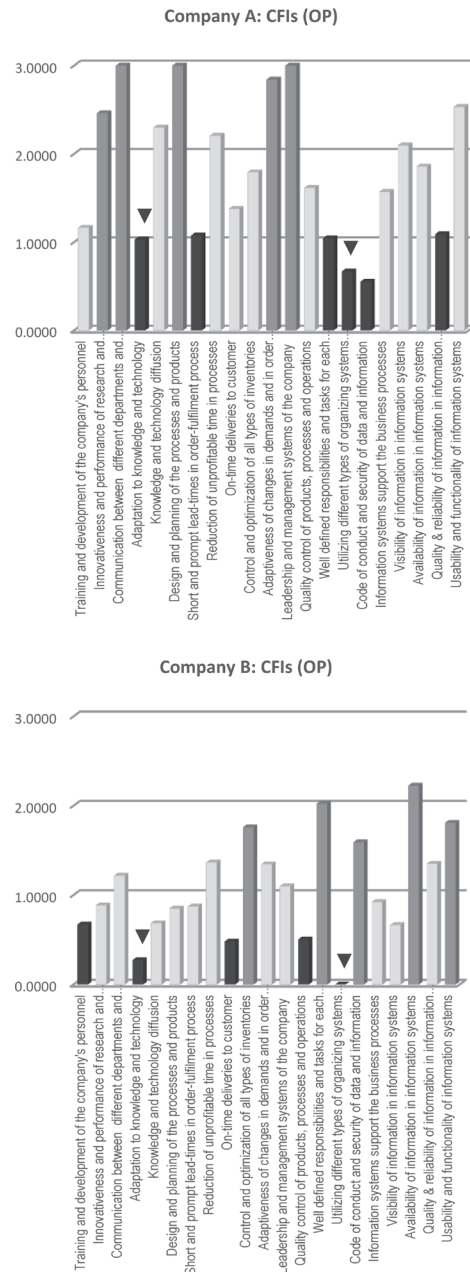 Company A: CFIs (OP)
3.0000
2.0000
1.0000
0.0000
Training and development of the company's personnel
Innovativeness and performance of research and…
Communication between different departments and…
Adaptation to knowledge and technology
Knowledge and technology diffusion
Design and planning of the processes and products
Short and prompt lead-times in order-fulfilment process
Reduction of unprofitable time in processes
On-time deliveries to customer
Control and optimization of all types of inventories
Adaptiveness of changes in demands and in order…
Leadership and management systems of the company
Quality control of products, processes and operations
Well defined responsibilities and tasks for each…
Utilizing different types of organizing systems…
Code of conduct and security of data and information
Information systems support the business processes
Visibility of information in information systems
Availability of information in information systems
Quality & reliability of information in information…
Usability and functionality of information systems
Company B: CFIs (OP)
3.0000
2.0000
1.0000
0.0000
Training and development of the company's personnel
Innovativeness and performance of research and…
Communication between different departments and…
Adaptation to knowledge and technology
Knowledge and technology diffusion
Design and planning of the processes and products
Short and prompt lead-times in order-fulfilment process
Reduction of unprofitable time in processes
On-time deliveries to customer
Control and optimization of all types of inventories
Adaptiveness of changes in demands and in order…
Leadership and management systems of the company
Quality control of products, processes and operations
Well defined responsibilities and tasks for each…
Utilizing different types of organizing systems…
Code of conduct and security of data and information
Information systems support the business processes
Visibility of information in information systems
Availability of information in information systems
Quality & reliability of information in information…
Usability and functionality of information systems